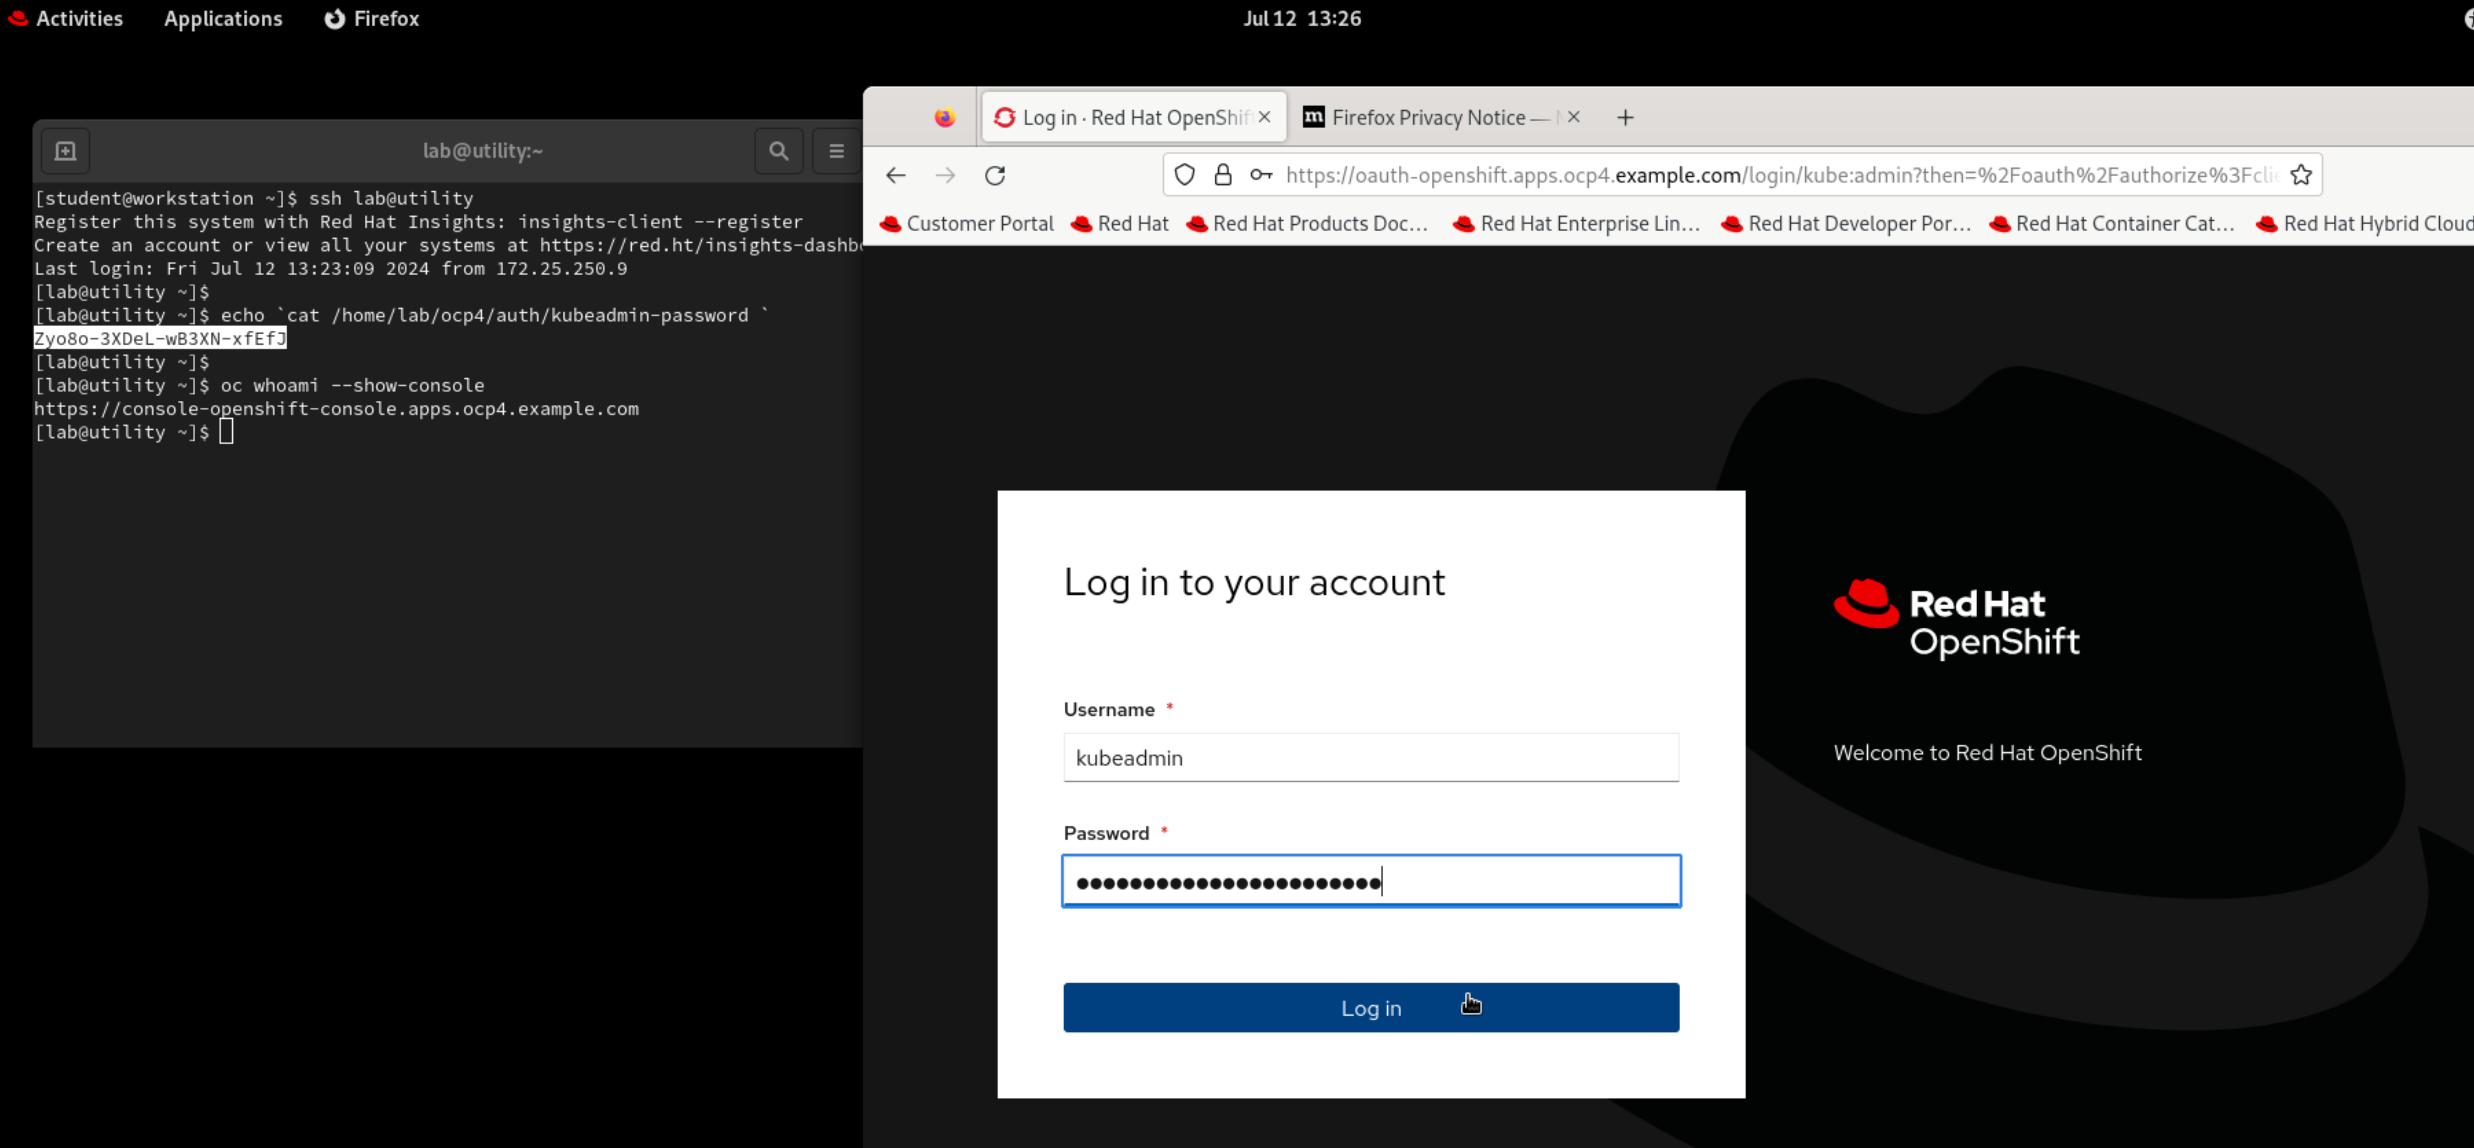 Activities Applications Firefox Jul 12 13:26
lab@utility:~
[student@workstation ~]$ ssh lab@utility
Register this system with Red Hat Insights: insights-client --register
Create an account or view all your systems at https://red.ht/insights-dashbo
Last login: Fri Jul 12 13:23:09 2024 from 172.25.250.9
[lab@utility ~]$
[lab@utility ~]$ echo `cat /home/lab/ocp4/auth/kubeadmin-password `
Zyo8o-3XDeL-wB3XN-xfEfJ
[lab@utility ~]$
[lab@utility ~]$ oc whoami --show-console
https://console-openshift-console.apps.ocp4.example.com
[lab@utility ~]$
Log in · Red Hat OpenShif
Firefox Privacy Notice —
https://oauth-openshift.apps.ocp4.example.com/login/kube:admin?then=%2Foauth%2Fauthorize%3Fclie
Customer Portal Red Hat Red Hat Products Doc... Red Hat Enterprise Lin... Red Hat Developer Por... Red Hat Container Cat... Red Hat Hybrid Cloud
Log in to your account
Username *
kubeadmin
Password *
•••••••••••••••••••••••
Log in
Red Hat
OpenShift
Welcome to Red Hat OpenShift